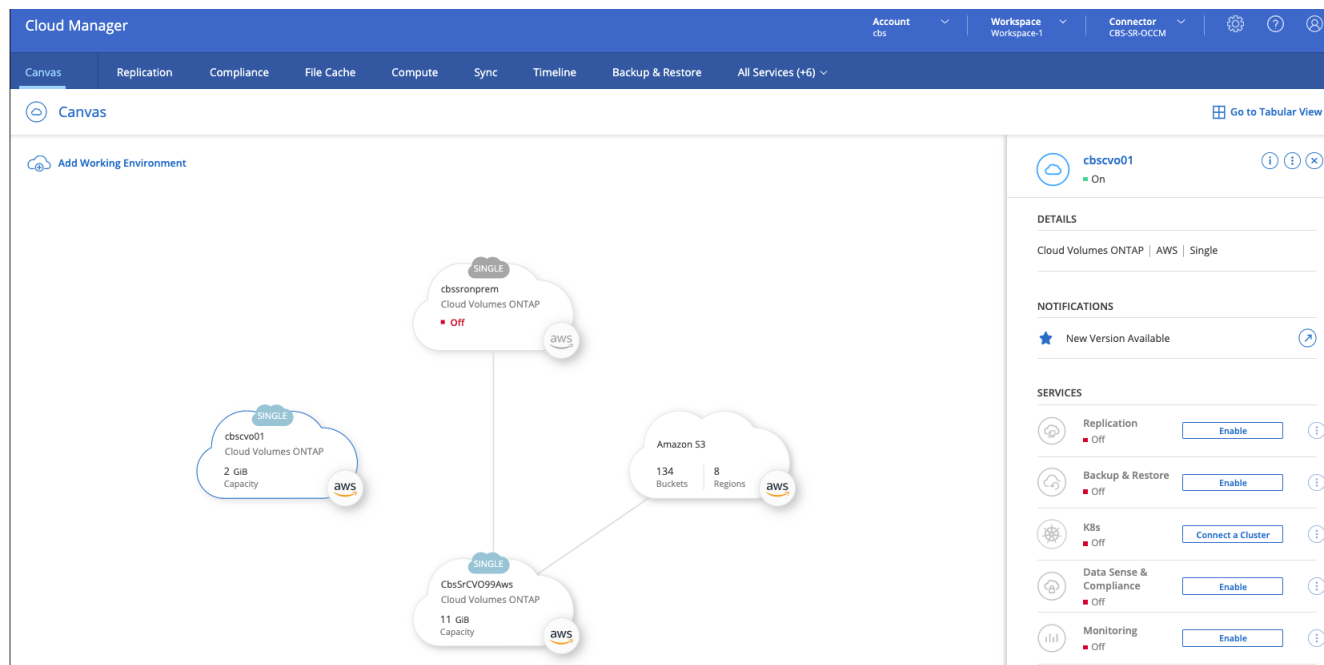 Cloud Manager
Account
cbs
Workspace
Workspace-1
Connector
CBS-SR-OCCM
Canvas
Replication
Compliance
File Cache
Compute
Sync
Timeline
Backup & Restore
All Services (+6)
Canvas
Go to Tabular View
Add Working Environment
SINGLE
cbssronprem
Cloud Volumes ONTAP
Off
aws
SINGLE
cbscvo01
Cloud Volumes ONTAP
2 GiB
Capacity
aws
Amazon S3
134
Buckets
8
Regions
aws
SINGLE
CbsSrCVO99Aws
Cloud Volumes ONTAP
11 GiB
Capacity
aws
cbscvo01
On
DETAILS
Cloud Volumes ONTAP | AWS | Single
NOTIFICATIONS
New Version Available
SERVICES
Replication
Off
Enable
Backup & Restore
Off
Enable
K8s
Off
Connect a Cluster
Data Sense &
Compliance
Off
Enable
Monitoring
Off
Enable